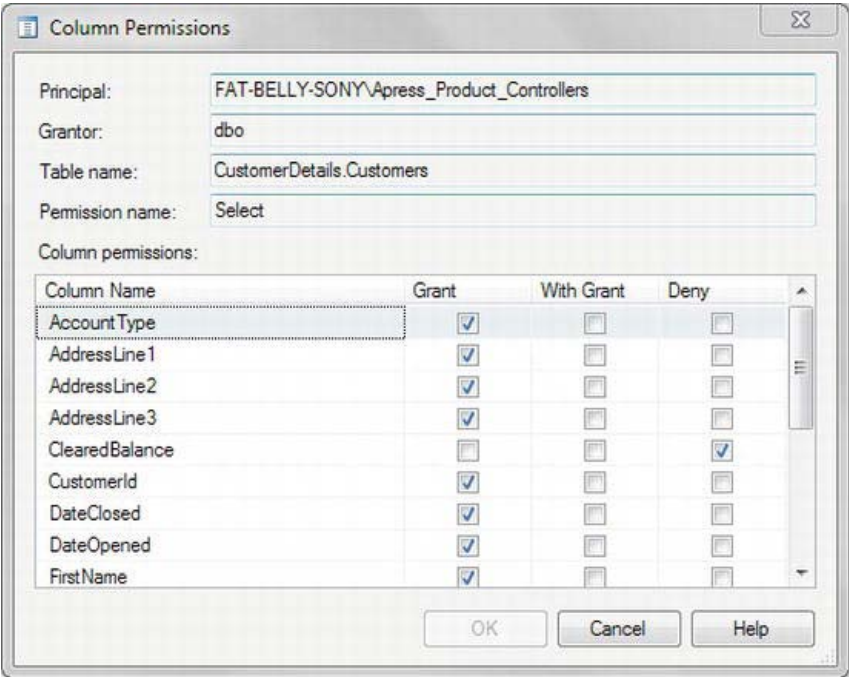 Column Permissions
Principal: FAT-BELLY-SONY\Apress_Product_Controllers
Grantor: dbo
Table name: CustomerDetails.Customers
Permission name: Select
Column permissions:
Column Name Grant With Grant Deny
AccountType
AddressLine1
AddressLine2
AddressLine3
ClearedBalance
CustomerId
DateClosed
DateOpened
FirstName
OK Cancel Help